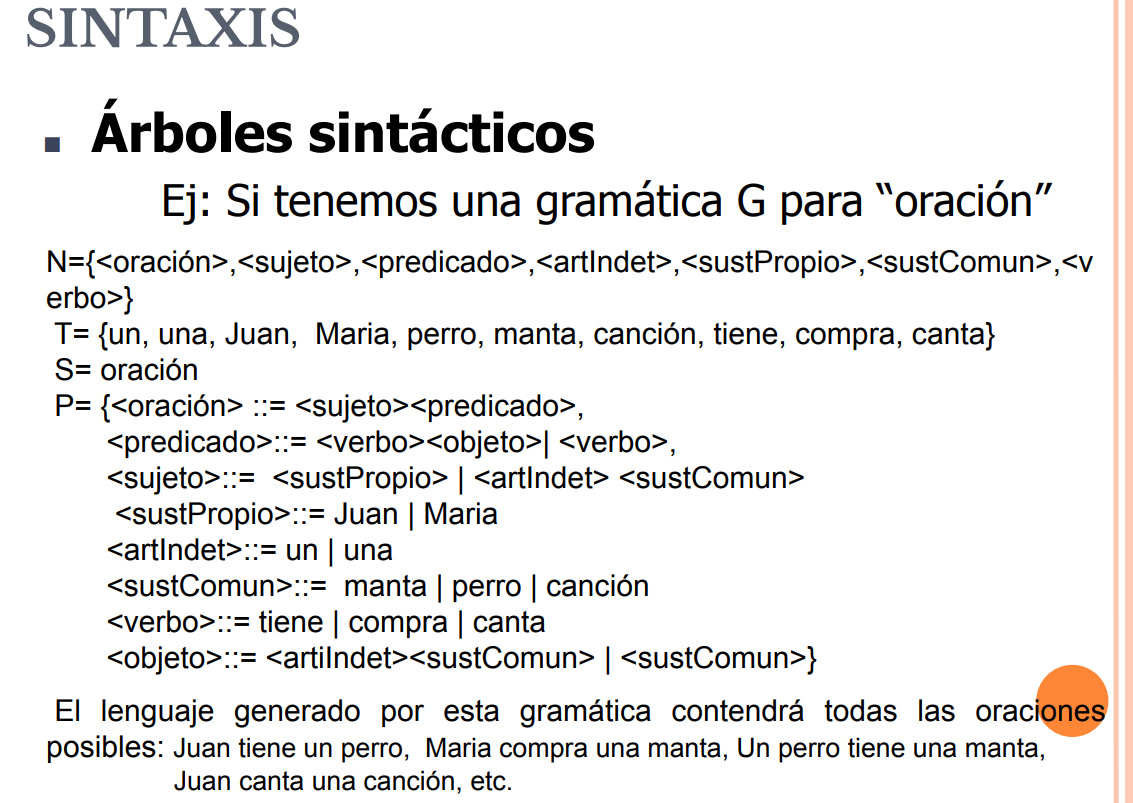 SINTAXIS
▪ Árboles sintácticos
Ej: Si tenemos una gramática G para “oración”
N={<oración>,<sujeto>,<predicado>,<artIndet>,<sustPropio>,<sustComun>,<v
erbo>}
T= {un, una, Juan, Maria, perro, manta, canción, tiene, compra, canta}
S= oración
P= {<oración> ::= <sujeto><predicado>,
<predicado>::= <verbo><objeto>| <verbo>,
<sujeto>::= <sustPropio> | <artIndet> <sustComun>
<sustPropio>::= Juan | Maria
<artIndet>::= un | una
<sustComun>::= manta | perro | canción
<verbo>::= tiene | compra | canta
<objeto>::= <artiIndet><sustComun> | <sustComun>}
El lenguaje generado por esta gramática contendrá todas las oraciones
posibles: Juan tiene un perro, Maria compra una manta, Un perro tiene una manta,
Juan canta una canción, etc.